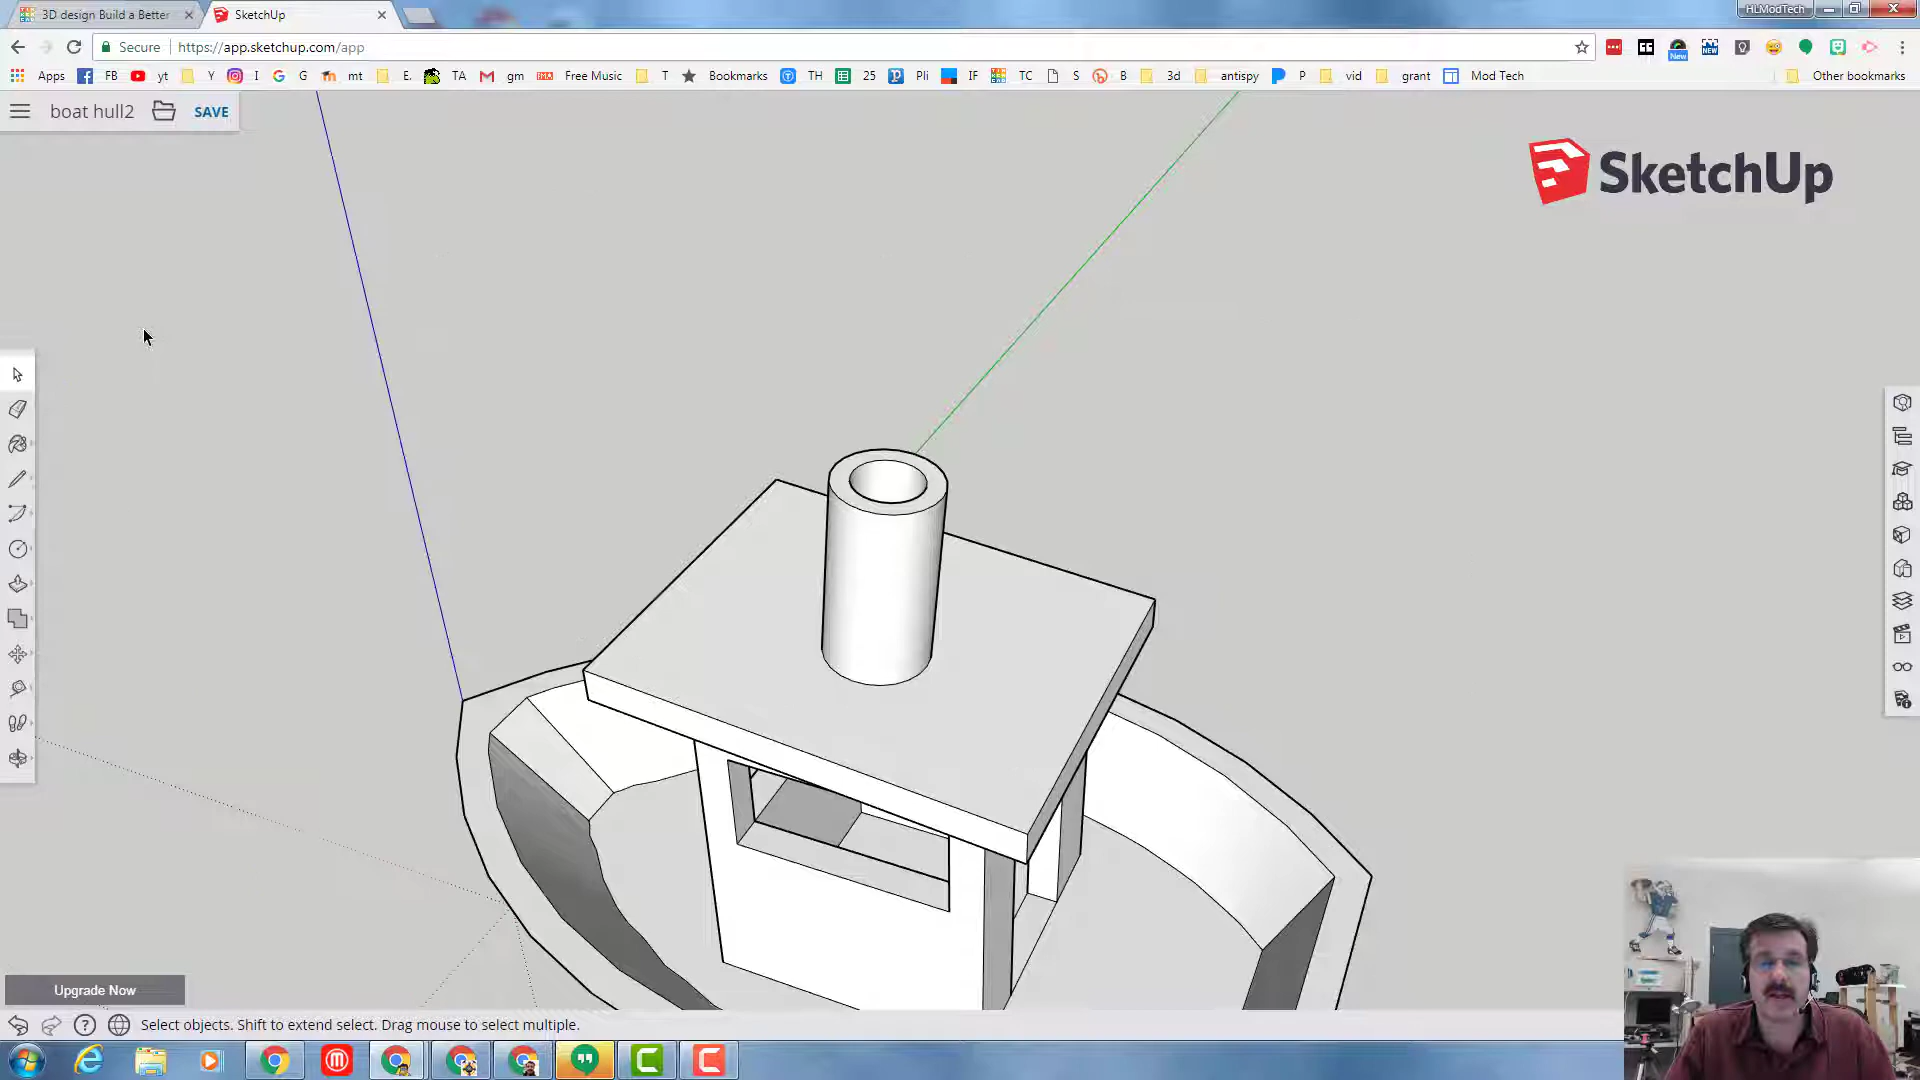 3D design Build a Better
SketchUp
HLModTech
Secure
https://app.sketchup.com/app
New
NEW
Apps
FB
yt
Y
I
G
mt
E.
TA
gm
Free Music
T
Bookmarks
TH
25
Pli
IF
TC
S
B
3d
antispy
P
vid
grant
Mod Tech
Other bookmarks
boat hull2
SAVE
SketchUp
Upgrade Now
Select objects. Shift to extend select. Drag mouse to select multiple.